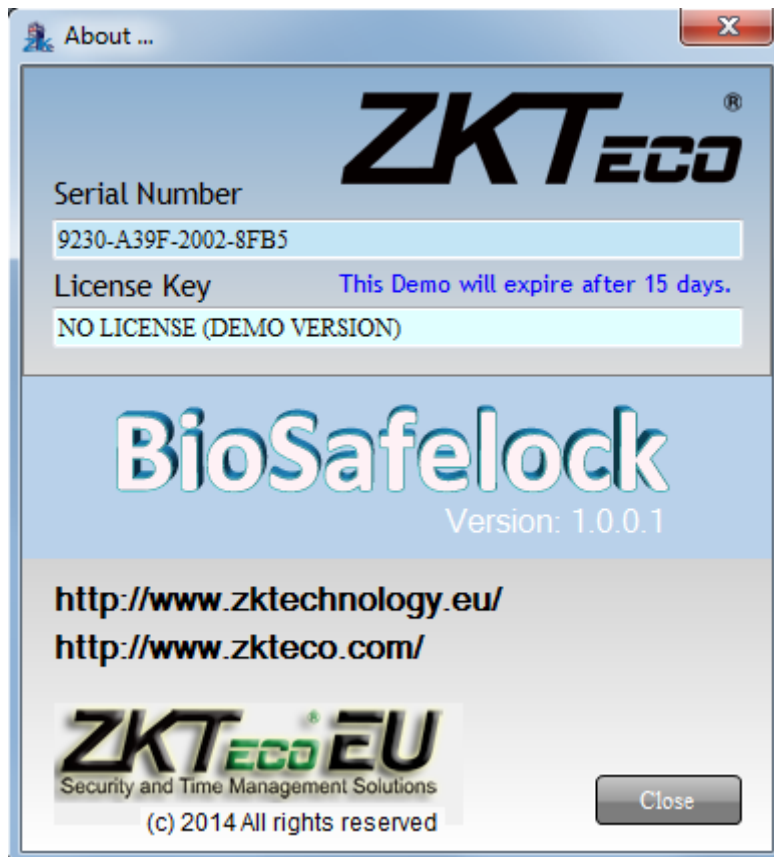 About ...
ZKTECO ®
Serial Number
9230-A39F-2002-8FB5
License Key This Demo will expire after 15 days.
NO LICENSE (DEMO VERSION)
BioSafelock
Version: 1.0.0.1
http://www.zktechnology.eu/
http://www.zkteco.com/
ZKTECO ® EU
Security and Time Management Solutions
(c) 2014 All rights reserved
Close